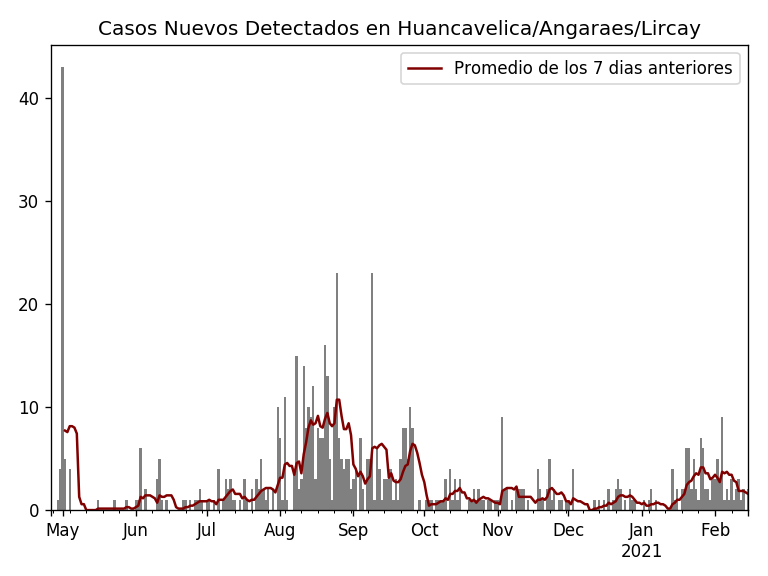 Casos Nuevos Detectados en Huancavelica/Angaraes/Lircay
Promedio de los 7 dias anteriores
40
30
20
10
0
May Jun Jul Aug Sep Oct Nov Dec Jan Feb
2021